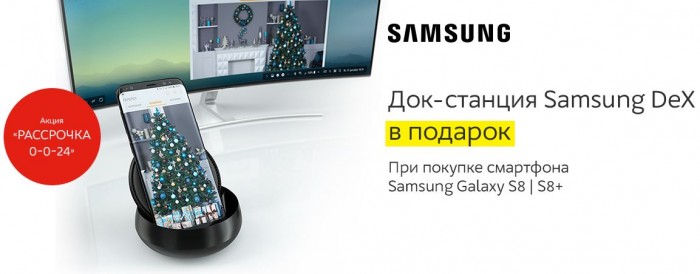 SAMSUNG
Док-станция Samsung DeX
в подарок
При покупке смартфона
Samsung Galaxy S8 | S8+
Акция
«РАССРОЧКА
0-0-24»